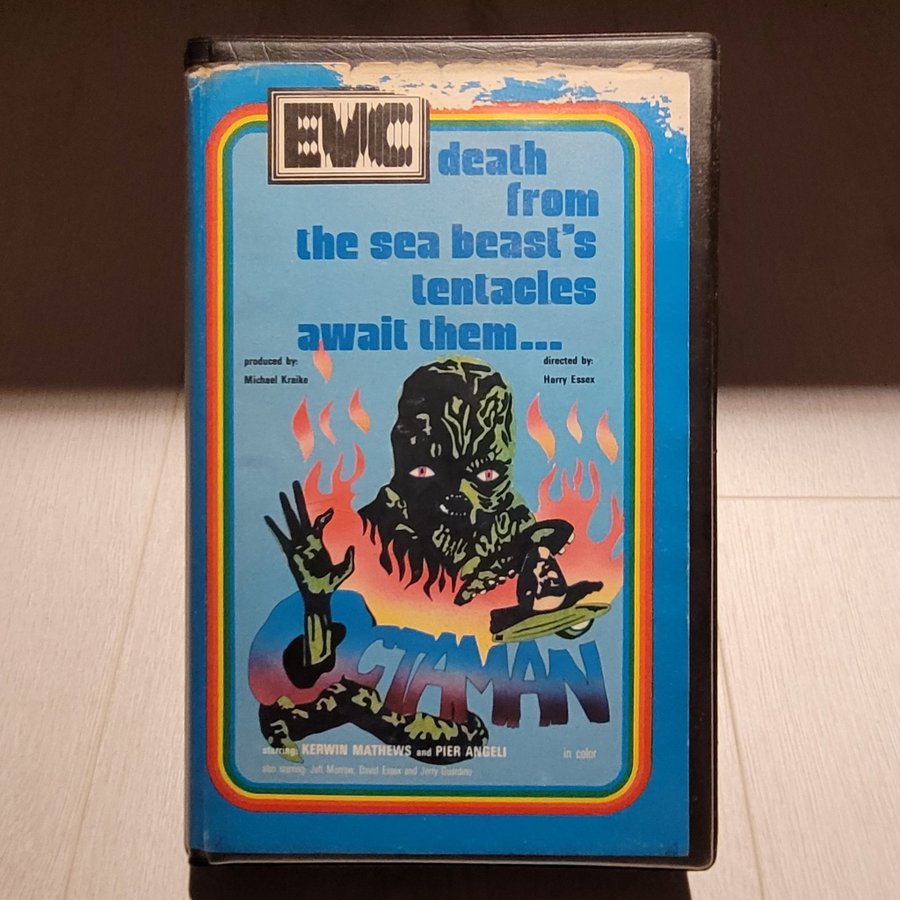 EVC
death
from
the sea beast's
tentacles
await them...
produced by:
Michael Kraike
directed by:
Harry Essex
OCTAMAN
starring: KERWIN MATHEWS and PIER ANGELI
in color
also starring: Jeff Morrow, David Essex and Jerry Guardino